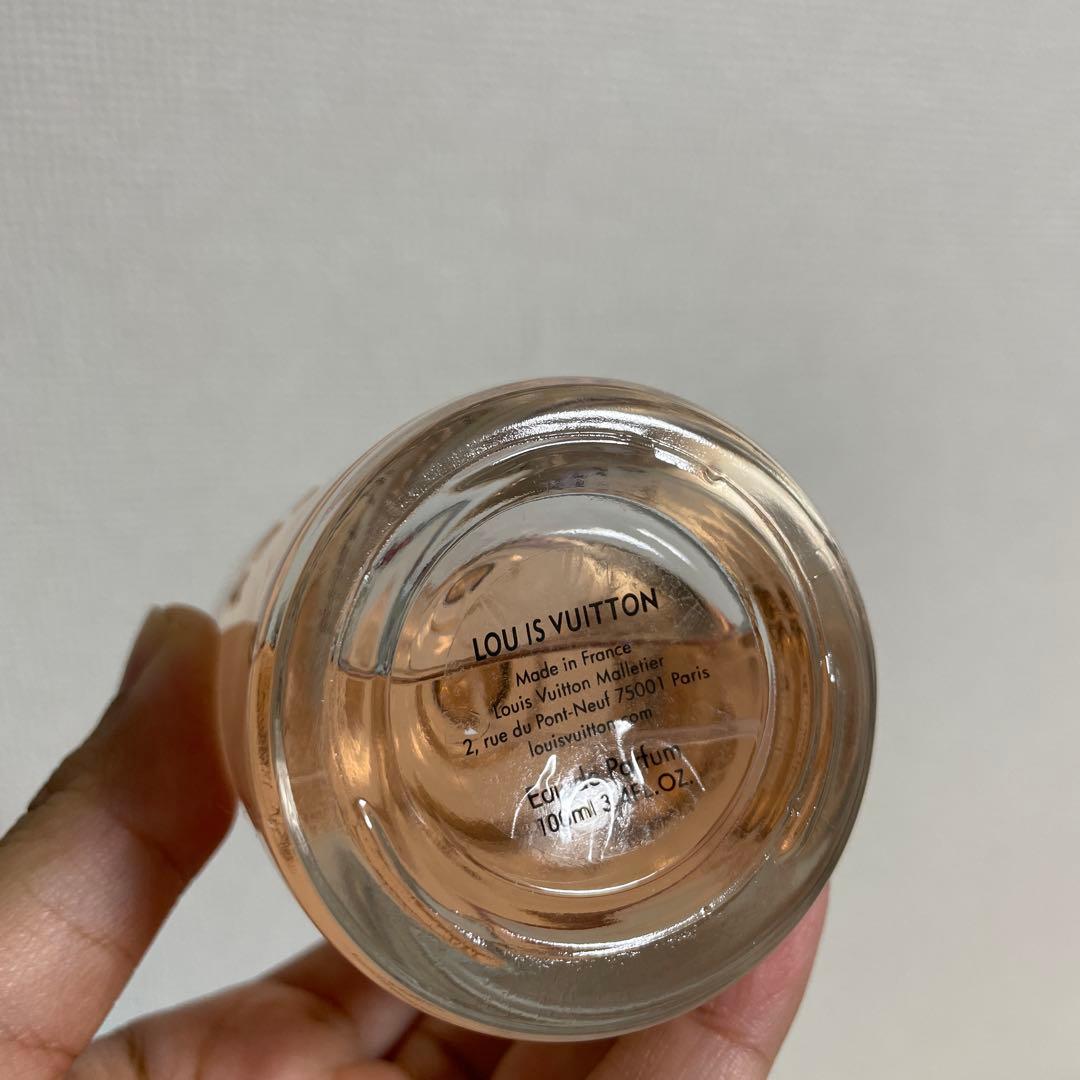 LOUIS VUITTON
Made in France
Louis Vuitton Malletier
2, rue du Pont-Neuf 75001 Paris
louisvuitton.com
Eau de Parfum
100ml 3.4FL.OZ.